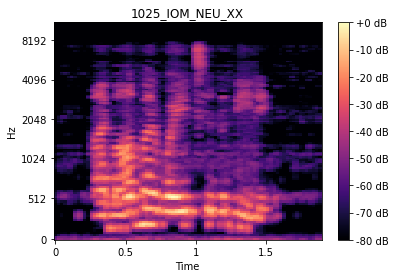 1025_IOM_NEU_XX
+0 dB
8192
-10 dB
4096
-20 dB
-30 dB
2048
Hz
-40 dB
1024
-50 dB
512
-60 dB
-70 dB
0
-80 dB
0
0.5
1
1.5
Time